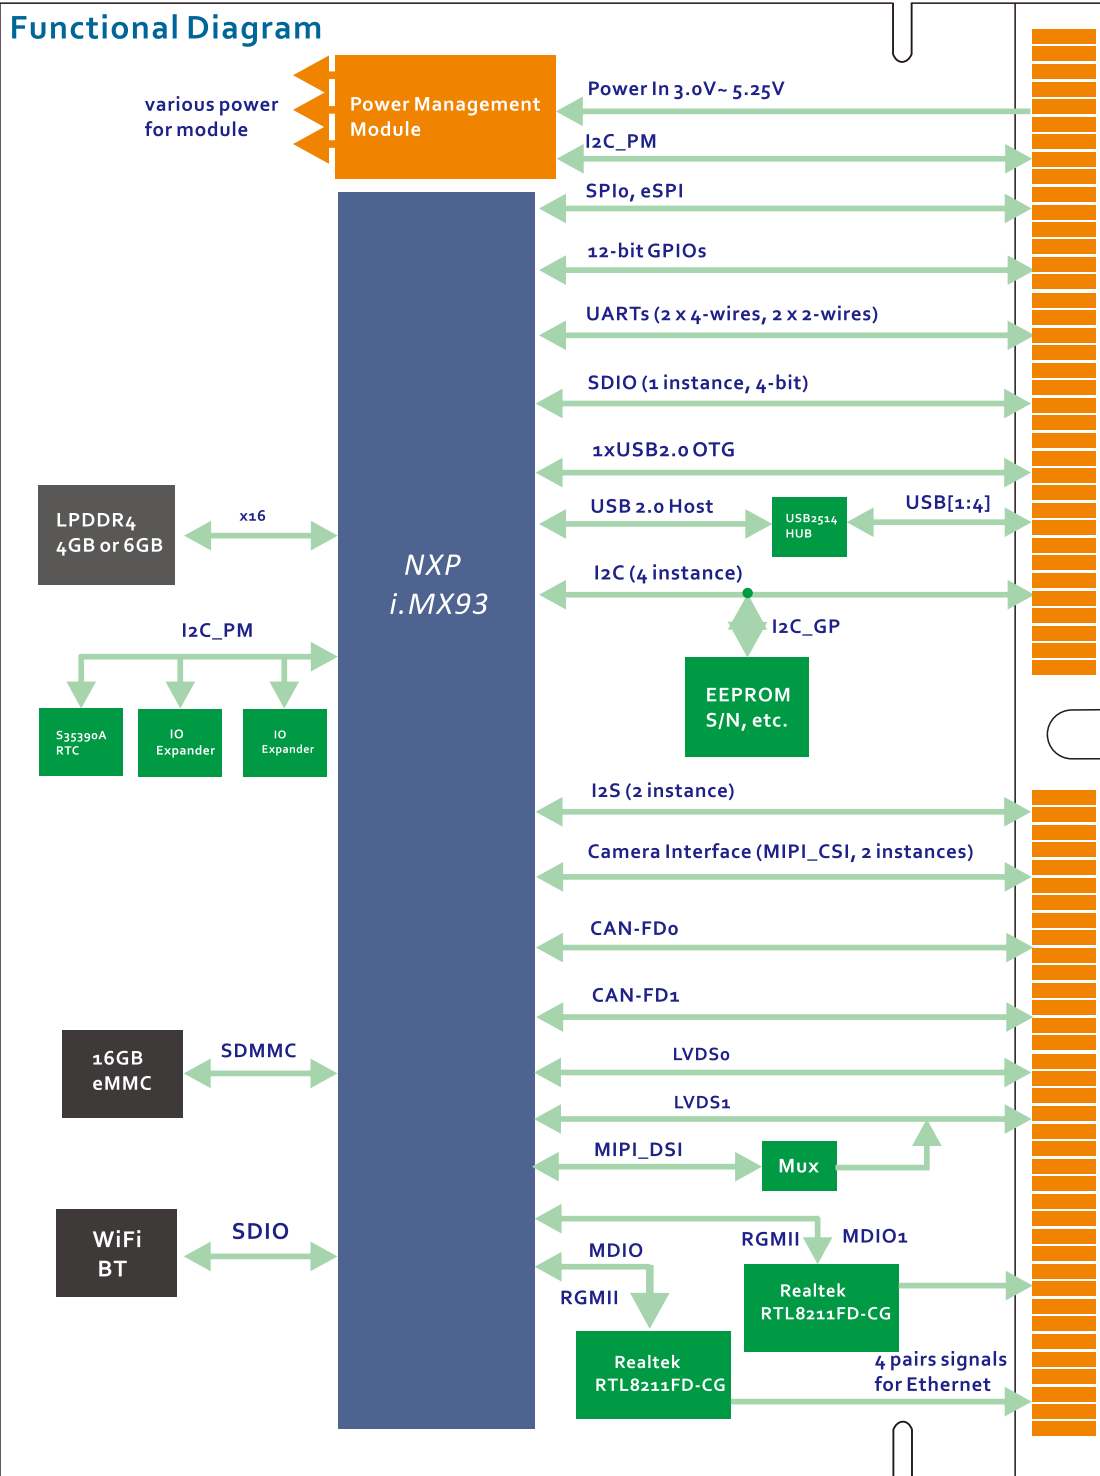 Functional Diagram
various power
for module
Power Management
Module
Power In 3.0V~ 5.25V
I2C_PM
SPI0, eSPI
12-bit GPIOs
UARTs (2 x 4-wires, 2 x 2-wires)
SDIO (1 instance, 4-bit)
1xUSB2.0 OTG
USB 2.0 Host
USB2514
HUB
USB[1:4]
LPDDR4
4GB or 6GB
x16
NXP
i.MX93
I2C (4 instance)
I2C_GP
EEPROM
S/N, etc.
I2C_PM
S35390A
RTC
IO
Expander
IO
Expander
I2S (2 instance)
Camera Interface (MIPI_CSI, 2 instances)
CAN-FD0
CAN-FD1
16GB
eMMC
SDMMC
LVDS0
LVDS1
MIPI_DSI
Mux
WiFi
BT
SDIO
RGMII
MDIO1
MDIO
RGMII
Realtek
RTL8211FD-CG
Realtek
RTL8211FD-CG
4 pairs signals
for Ethernet